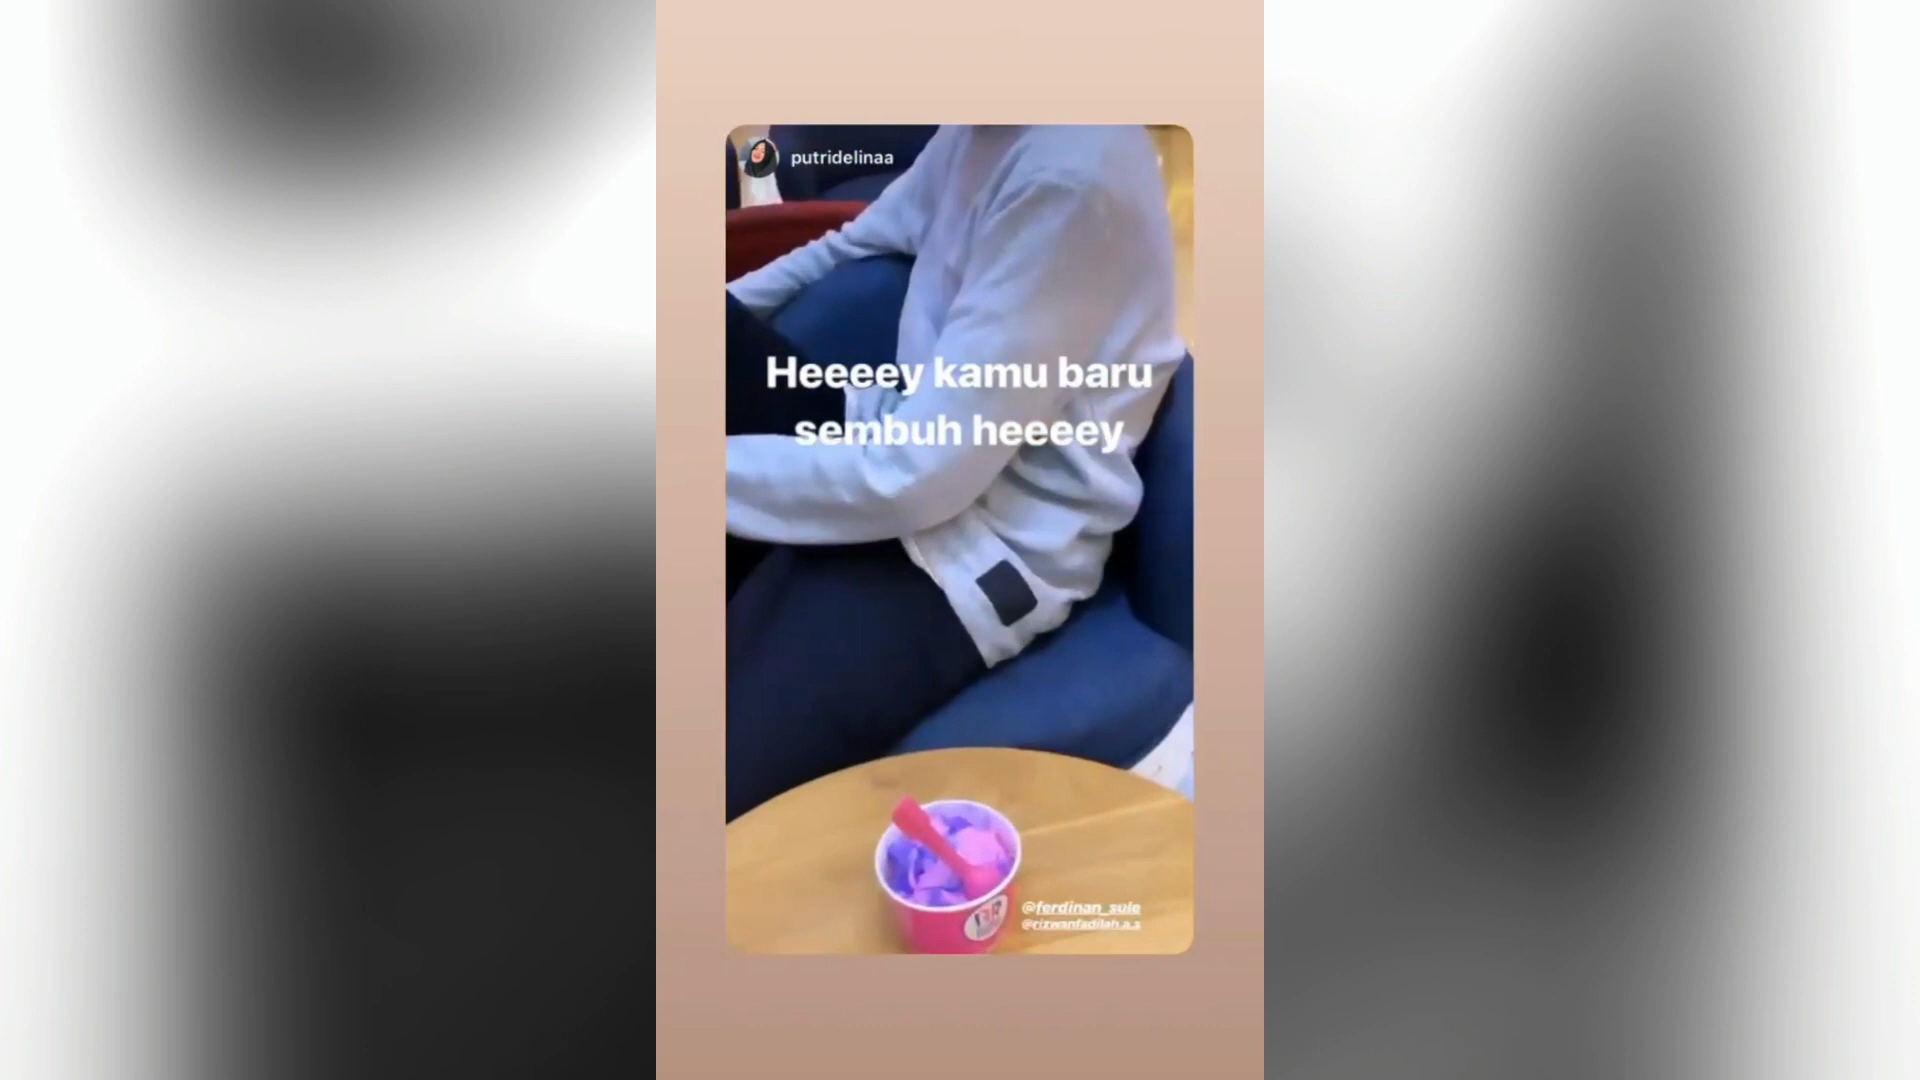 putridelinaa
Heeeey kamu baru
sembuh heeeey
@ferdinan_sule
@rizwanfadilah.a.s